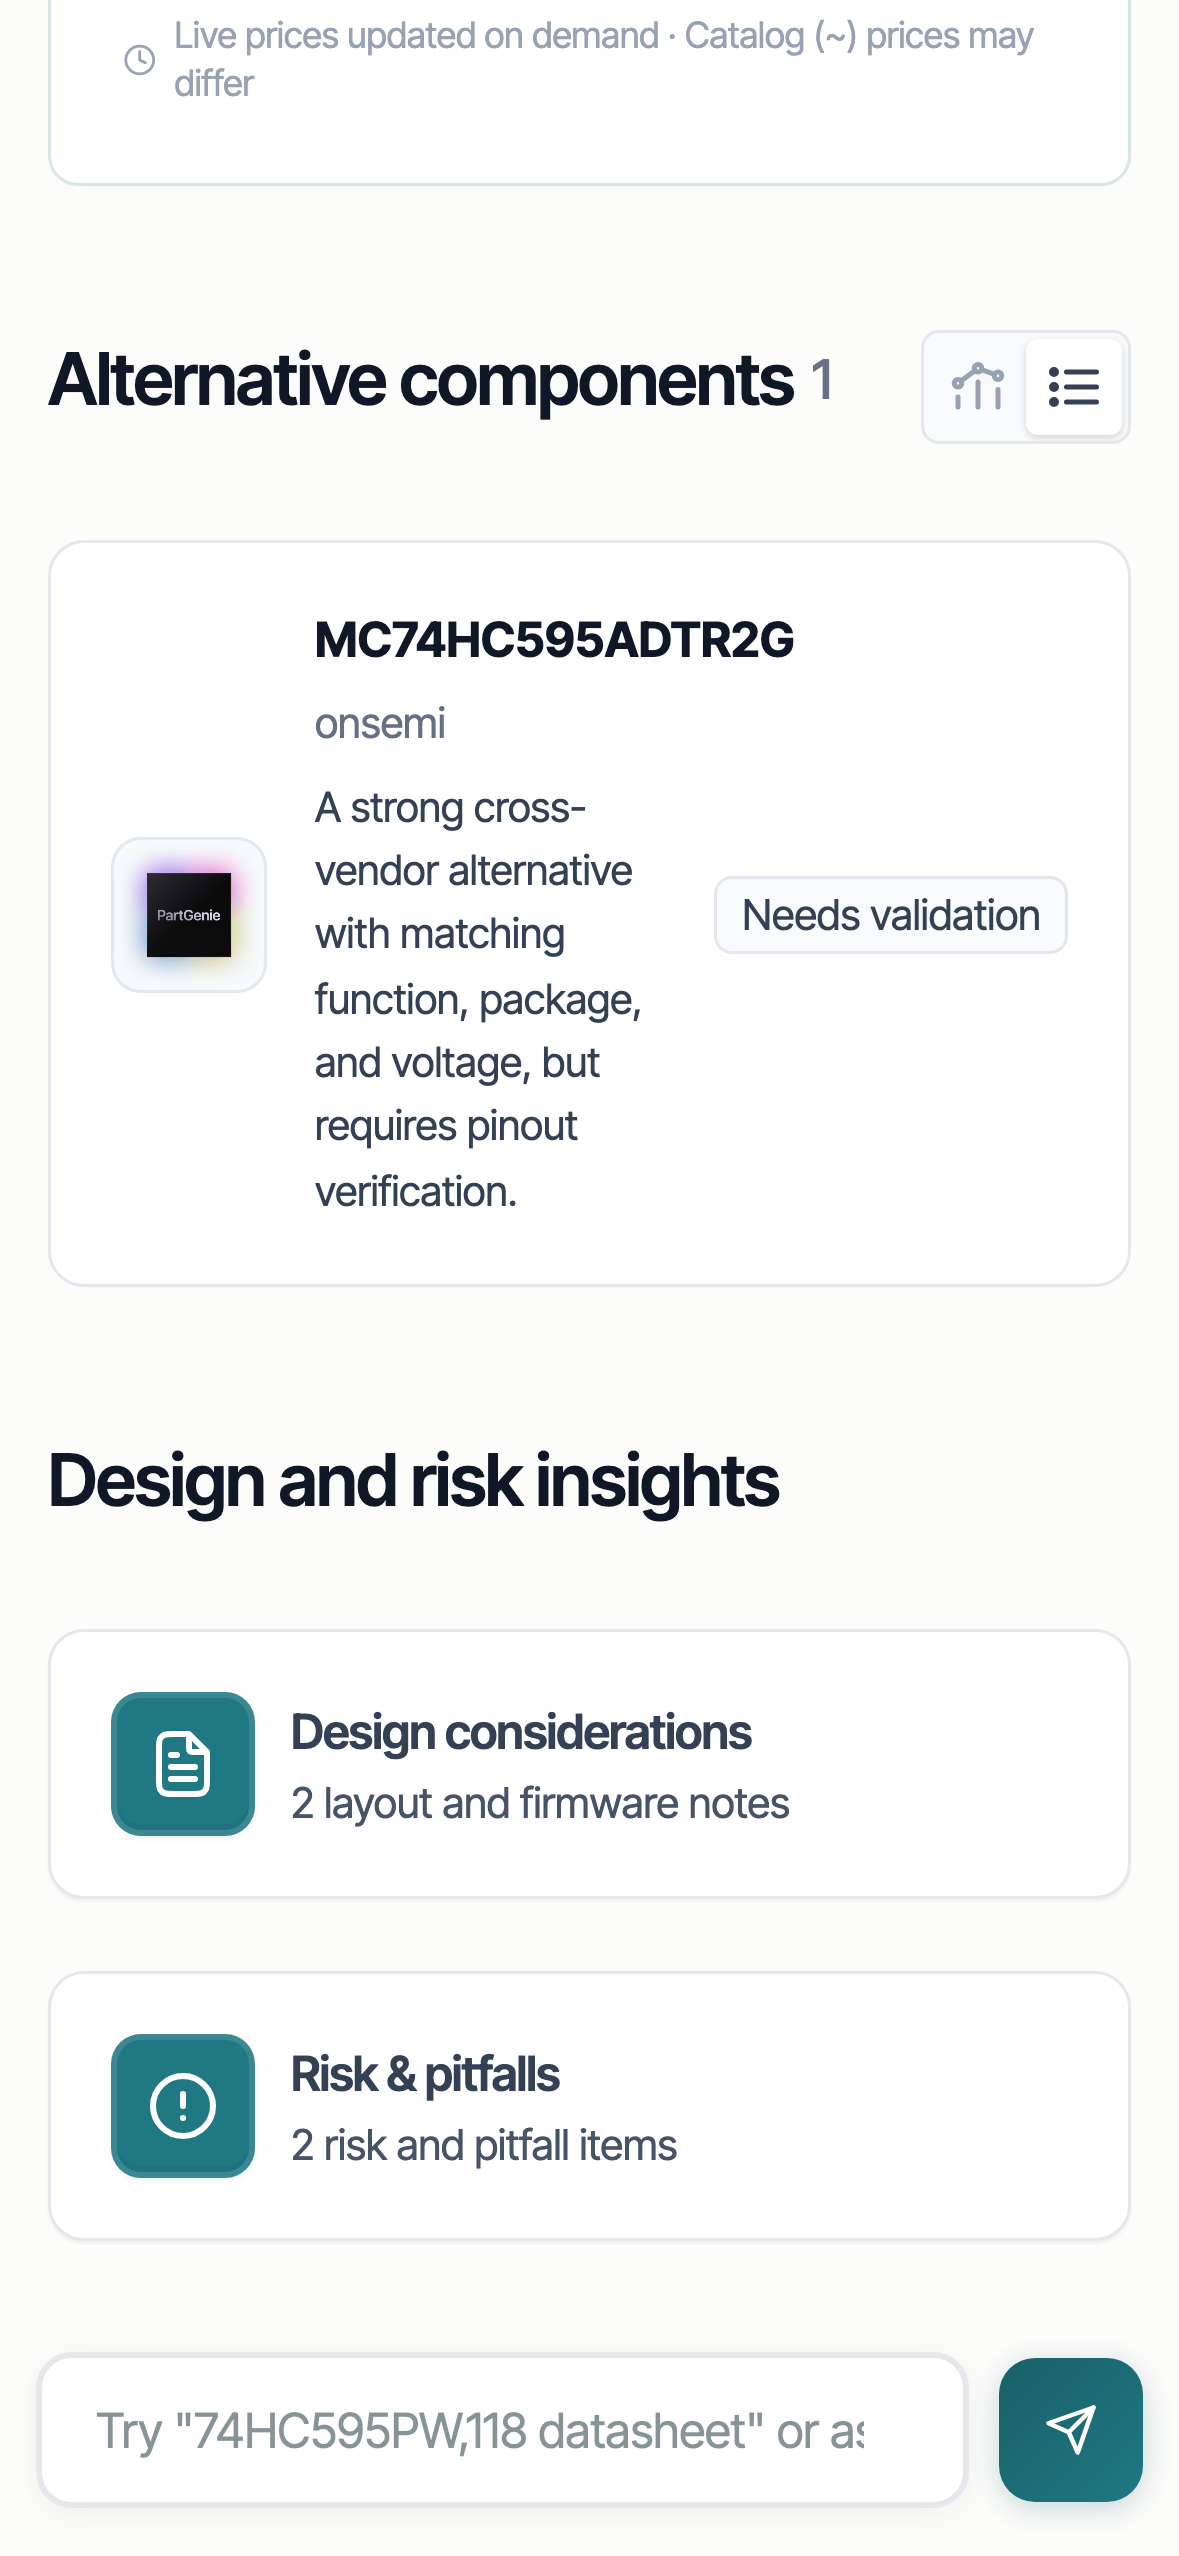 Live prices updated on demand · Catalog (~) prices may
differ
Alternative components 1
MC74HC595ADTR2G
onsemi
A strong cross-
vendor alternative
with matching
function, package,
and voltage, but
requires pinout
verification.
PartGenie
Needs validation
Design and risk insights
Design considerations
2 layout and firmware notes
Risk & pitfalls
2 risk and pitfall items
Try "74HC595PW,118 datasheet" or as